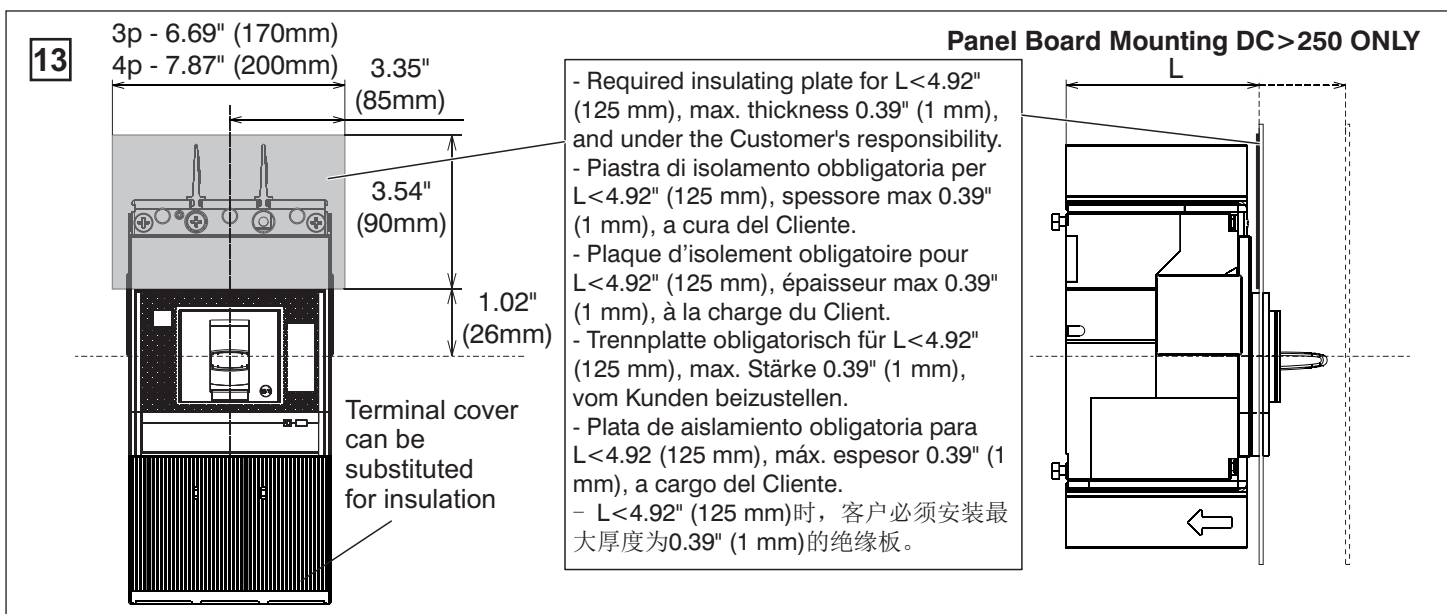 13
3p - 6.69" (170mm)
4p - 7.87" (200mm)
3.35"
(85mm)
3.54"
(90mm)
1.02"
(26mm)
Terminal cover
can be
substituted
for insulation
- Required insulating plate for L<4.92"
(125 mm), max. thickness 0.39" (1 mm),
and under the Customer's responsibility.
- Piastra di isolamento obbligatoria per
L<4.92" (125 mm), spessore max 0.39"
(1 mm), a cura del Cliente.
- Plaque d'isolement obligatoire pour
L<4.92" (125 mm), épaisseur max 0.39"
(1 mm), à la charge du Client.
- Trennplatte obligatorisch für L<4.92"
(125 mm), max. Stärke 0.39" (1 mm),
vom Kunden beizustellen.
- Plata de aislamiento obligatoria para
L<4.92 (125 mm), máx. espesor 0.39" (1
mm), a cargo del Cliente.
- L<4.92" (125 mm)时，客户必须安装最
大厚度为0.39" (1 mm)的绝缘板。
Panel Board Mounting DC>250 ONLY
L